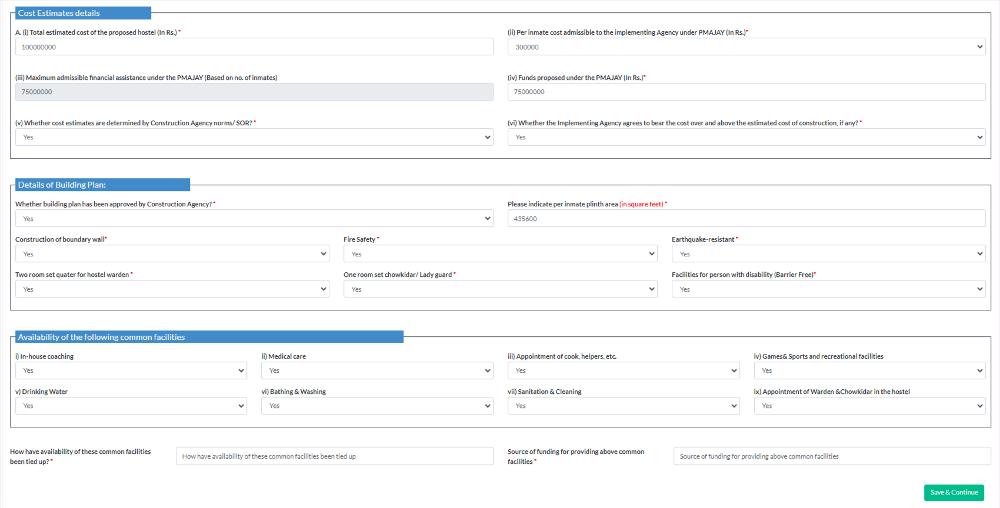 Cost Estimates details
A. (i) Total estimated cost of the proposed hostel (In Rs.) *
(ii) Per inmate cost admissible to the implementing Agency under PMAJAY (In Rs.)*
100000000
300000
(iii) Maximum admissible financial assistance under the PMAJAY (Based on no. of inmates)
(iv) Funds proposed under the PMAJAY (In Rs.)*
75000000
75000000
(v) Whether cost estimates are determined by Construction Agency norms/ SOR? *
(vi) Whether the Implementing Agency agrees to bear the cost over and above the estimated cost of construction, if any? *
Yes
Yes
Details of Building Plan:
Whether building plan has been approved by Construction Agency? *
Please indicate per inmate plinth area (in square feet) *
Yes
435600
Construction of boundary wall*
Fire Safety *
Earthquake-resistant *
Yes
Yes
Yes
Two room set quater for hostel warden *
One room set chowkidar/ Lady guard *
Facilities for person with disability (Barrier Free)*
Yes
Yes
Yes
Availability of the following common facilities
i) In-house coaching
ii) Medical care
iii) Appointment of cook, helpers, etc.
iv) Games& Sports and recreational facilities
Yes
Yes
Yes
Yes
v) Drinking Water
vi) Bathing & Washing
vii) Sanitation & Cleaning
ix) Appointment of Warden &Chowkidar in the hostel
Yes
Yes
Yes
Yes
How have availability of these common facilities
been tied up? *
How have availability of these common facilities been tied up
Source of funding for providing above common
facilities *
Source of funding for providing above common facilities
Save & Continue